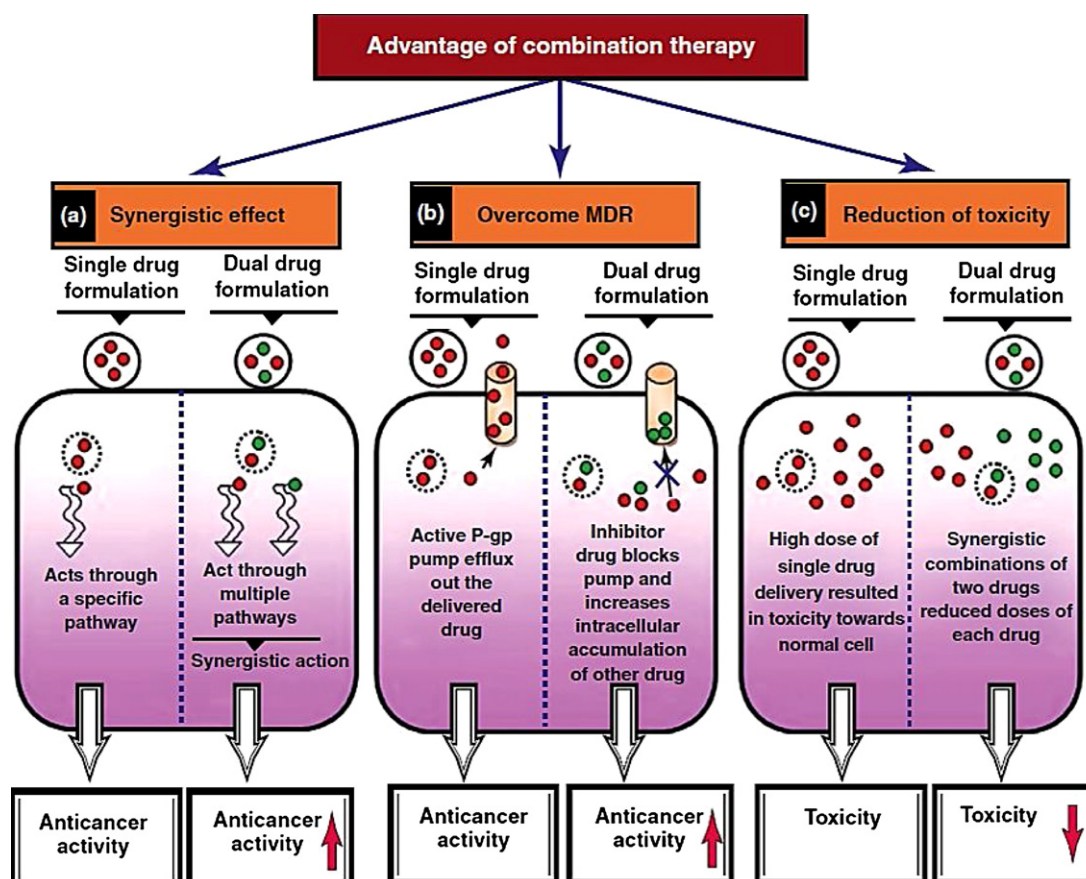 Advantage of combination therapy
(a) Synergistic effect
Single drug
formulation
Dual drug
formulation
Acts through
a specific
pathway
Act through
multiple
pathways
Synergistic action
Anticancer
activity
Anticancer
activity
(b) Overcome MDR
Single drug
formulation
Dual drug
formulation
Active P-gp
pump efflux
out the
delivered
drug
Inhibitor
drug blocks
pump and
increases
intracellular
accumulation
of other drug
Anticancer
activity
Anticancer
activity
(c) Reduction of toxicity
Single drug
formulation
Dual drug
formulation
High dose of
single drug
delivery resulted
in toxicity towards
normal cell
Synergistic
combinations of
two drugs
reduced doses of
each drug
Toxicity
Toxicity